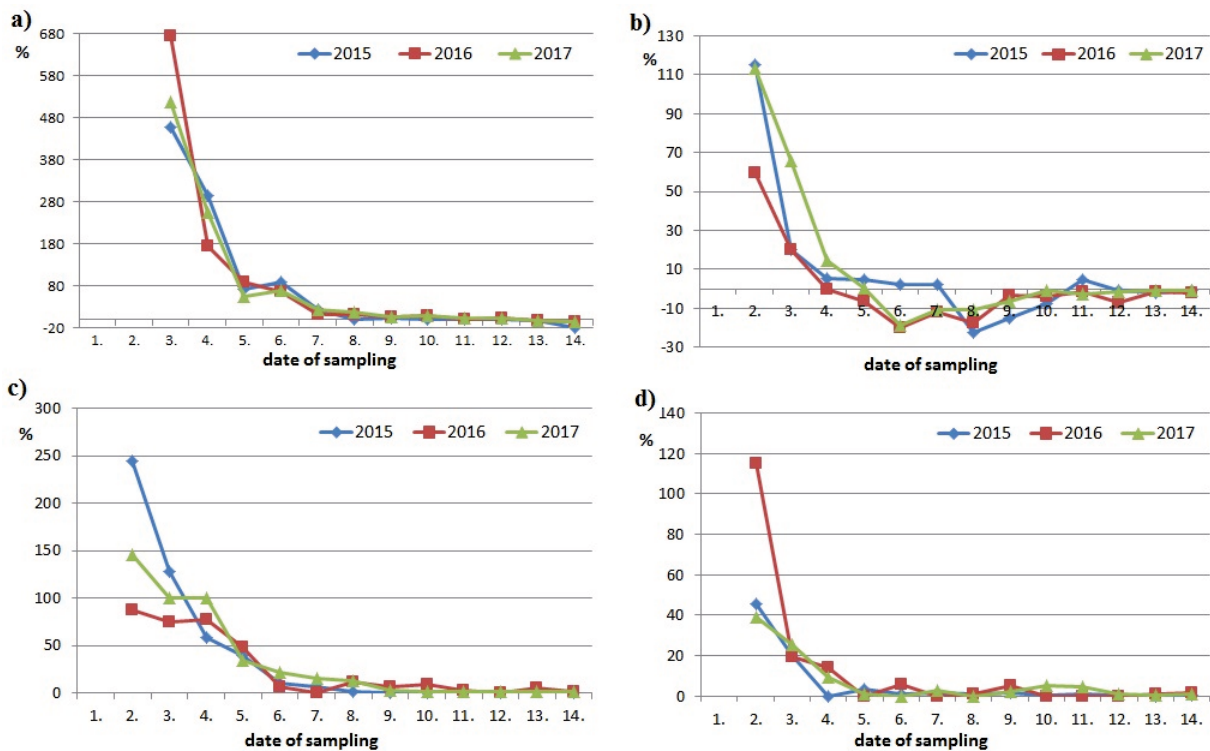 a)
%
2015 2016 2017
680
580
480
380
280
180
80
-20
1. 2. 3. 4. 5. 6. 7. 8. 9. 10. 11. 12. 13. 14.
date of sampling
b)
%
2015 2016 2017
130
110
90
70
50
30
10
-10
-30
1. 2. 3. 4. 5. 6. 7. 8. 9. 10. 11. 12. 13. 14.
date of sampling
c)
%
2015 2016 2017
300
250
200
150
100
50
0
1. 2. 3. 4. 5. 6. 7. 8. 9. 10. 11. 12. 13. 14.
date of sampling
d)
%
2015 2016 2017
140
120
100
80
60
40
20
0
1. 2. 3. 4. 5. 6. 7. 8. 9. 10. 11. 12. 13. 14.
date of sampling